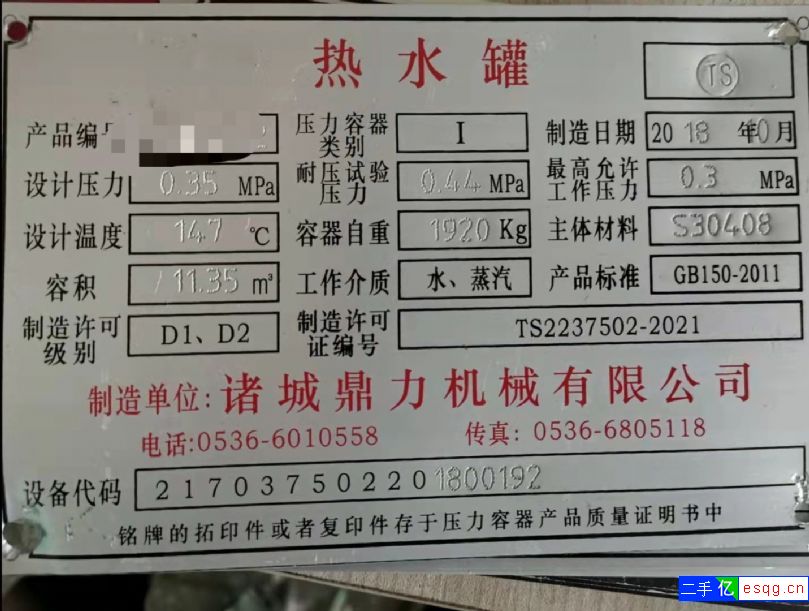 热水罐
TS
产品编号 压力容器类别 I 制造日期 2018 年10月
设计压力 0.35 MPa 耐压试验压力 0.44 MPa 最高允许工作压力 0.3 MPa
设计温度 147 ℃ 容器自重 1920 Kg 主体材料 S30408
容积 11.35 m³ 工作介质 水、蒸汽 产品标准 GB150-2011
制造许可级别 D1、D2 制造许可证编号 TS2237502-2021
制造单位:诸城鼎力机械有限公司
电话:0536-6010558 传真: 0536-6805118
设备代码 217037502201800192
铭牌的拓印件或者复印件存于压力容器产品质量证明书中
二手亿 esqg.cn